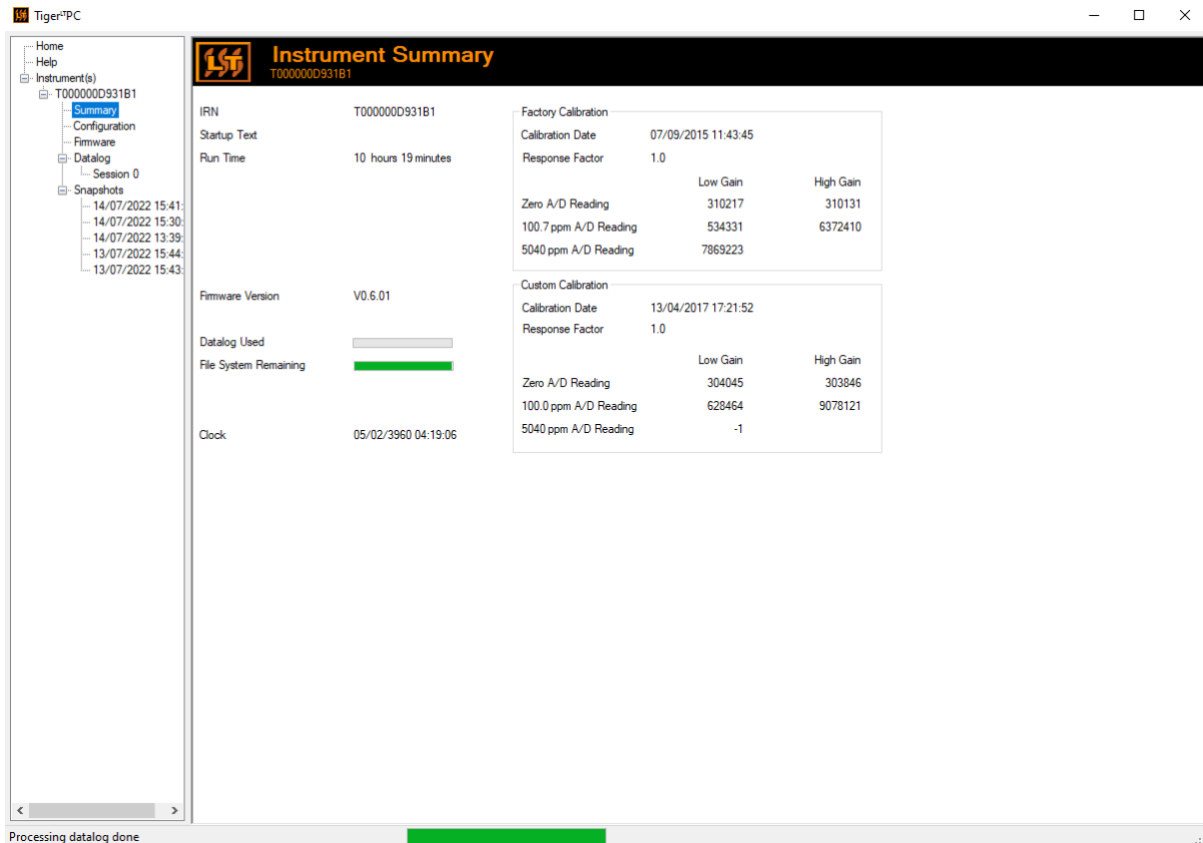 TigerLTPC
Home
Help
Instrument(s)
T000000D931B1
Summary
Configuration
Firmware
Datalog
Session 0
Snapshots
14/07/2022 15:41:
14/07/2022 15:30:
14/07/2022 13:39:
13/07/2022 15:44:
13/07/2022 15:43:
Instrument Summary
T000000D931B1
IRN T000000D931B1
Startup Text
Run Time 10 hours 19 minutes
Firmware Version V0.6.01
Datalog Used
File System Remaining
Clock 05/02/3960 04:19:06
Factory Calibration
Calibration Date 07/09/2015 11:43:45
Response Factor 1.0
Low Gain High Gain
Zero A/D Reading 310217 310131
100.7 ppm A/D Reading 534331 6372410
5040 ppm A/D Reading 7869223
Custom Calibration
Calibration Date 13/04/2017 17:21:52
Response Factor 1.0
Low Gain High Gain
Zero A/D Reading 304045 303846
100.0 ppm A/D Reading 628464 9078121
5040 ppm A/D Reading -1
Processing datalog done